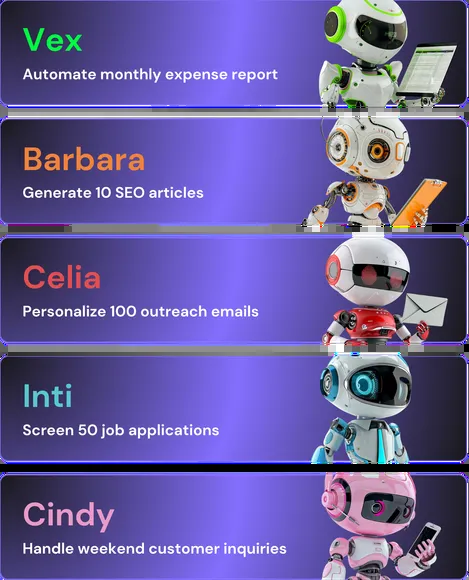 Vex
Automate monthly expense report
Barbara
Generate 10 SEO articles
Celia
Personalize 100 outreach emails
Inti
Screen 50 job applications
Cindy
Handle weekend customer inquiries